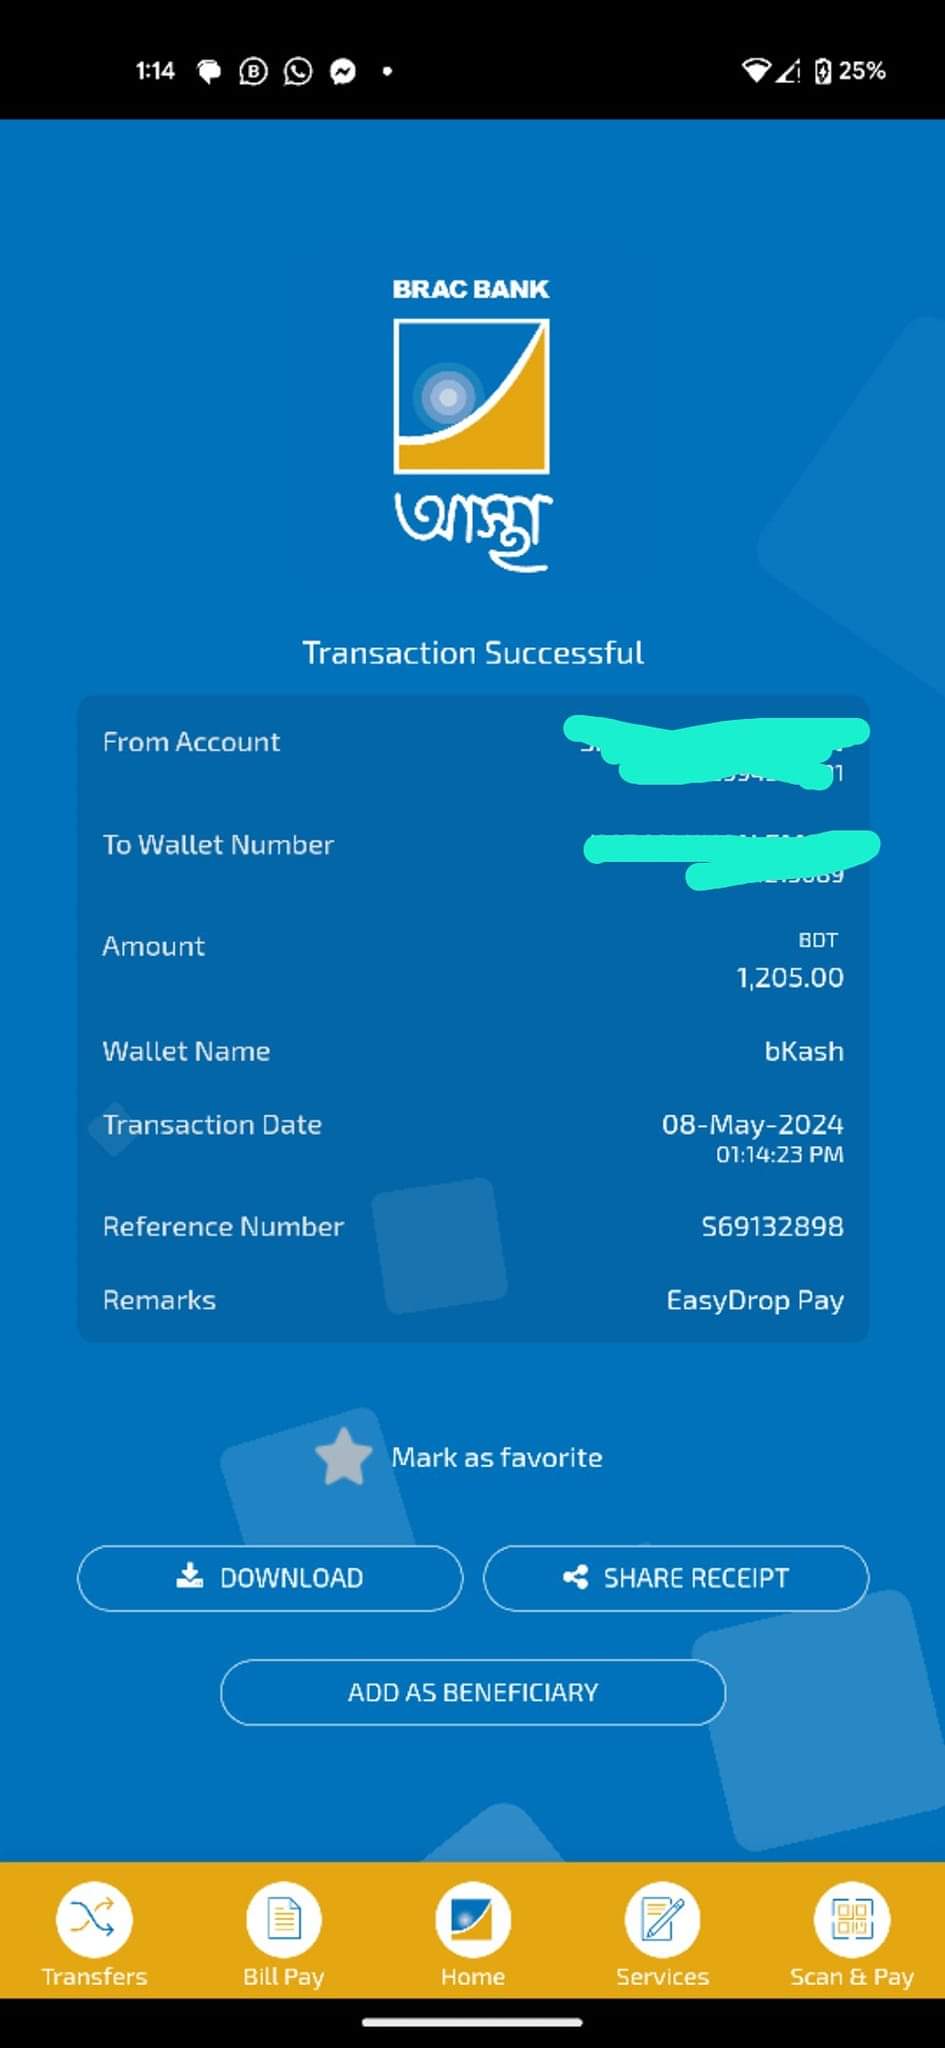 1:14
25%
BRAC BANK
আস্থা
Transaction Successful
From Account
To Wallet Number
Amount
BDT
1,205.00
Wallet Name
bKash
Transaction Date
08-May-2024
01:14:23 PM
Reference Number
S69132898
Remarks
EasyDrop Pay
Mark as favorite
DOWNLOAD
SHARE RECEIPT
ADD AS BENEFICIARY
Transfers
Bill Pay
Home
Services
Scan & Pay